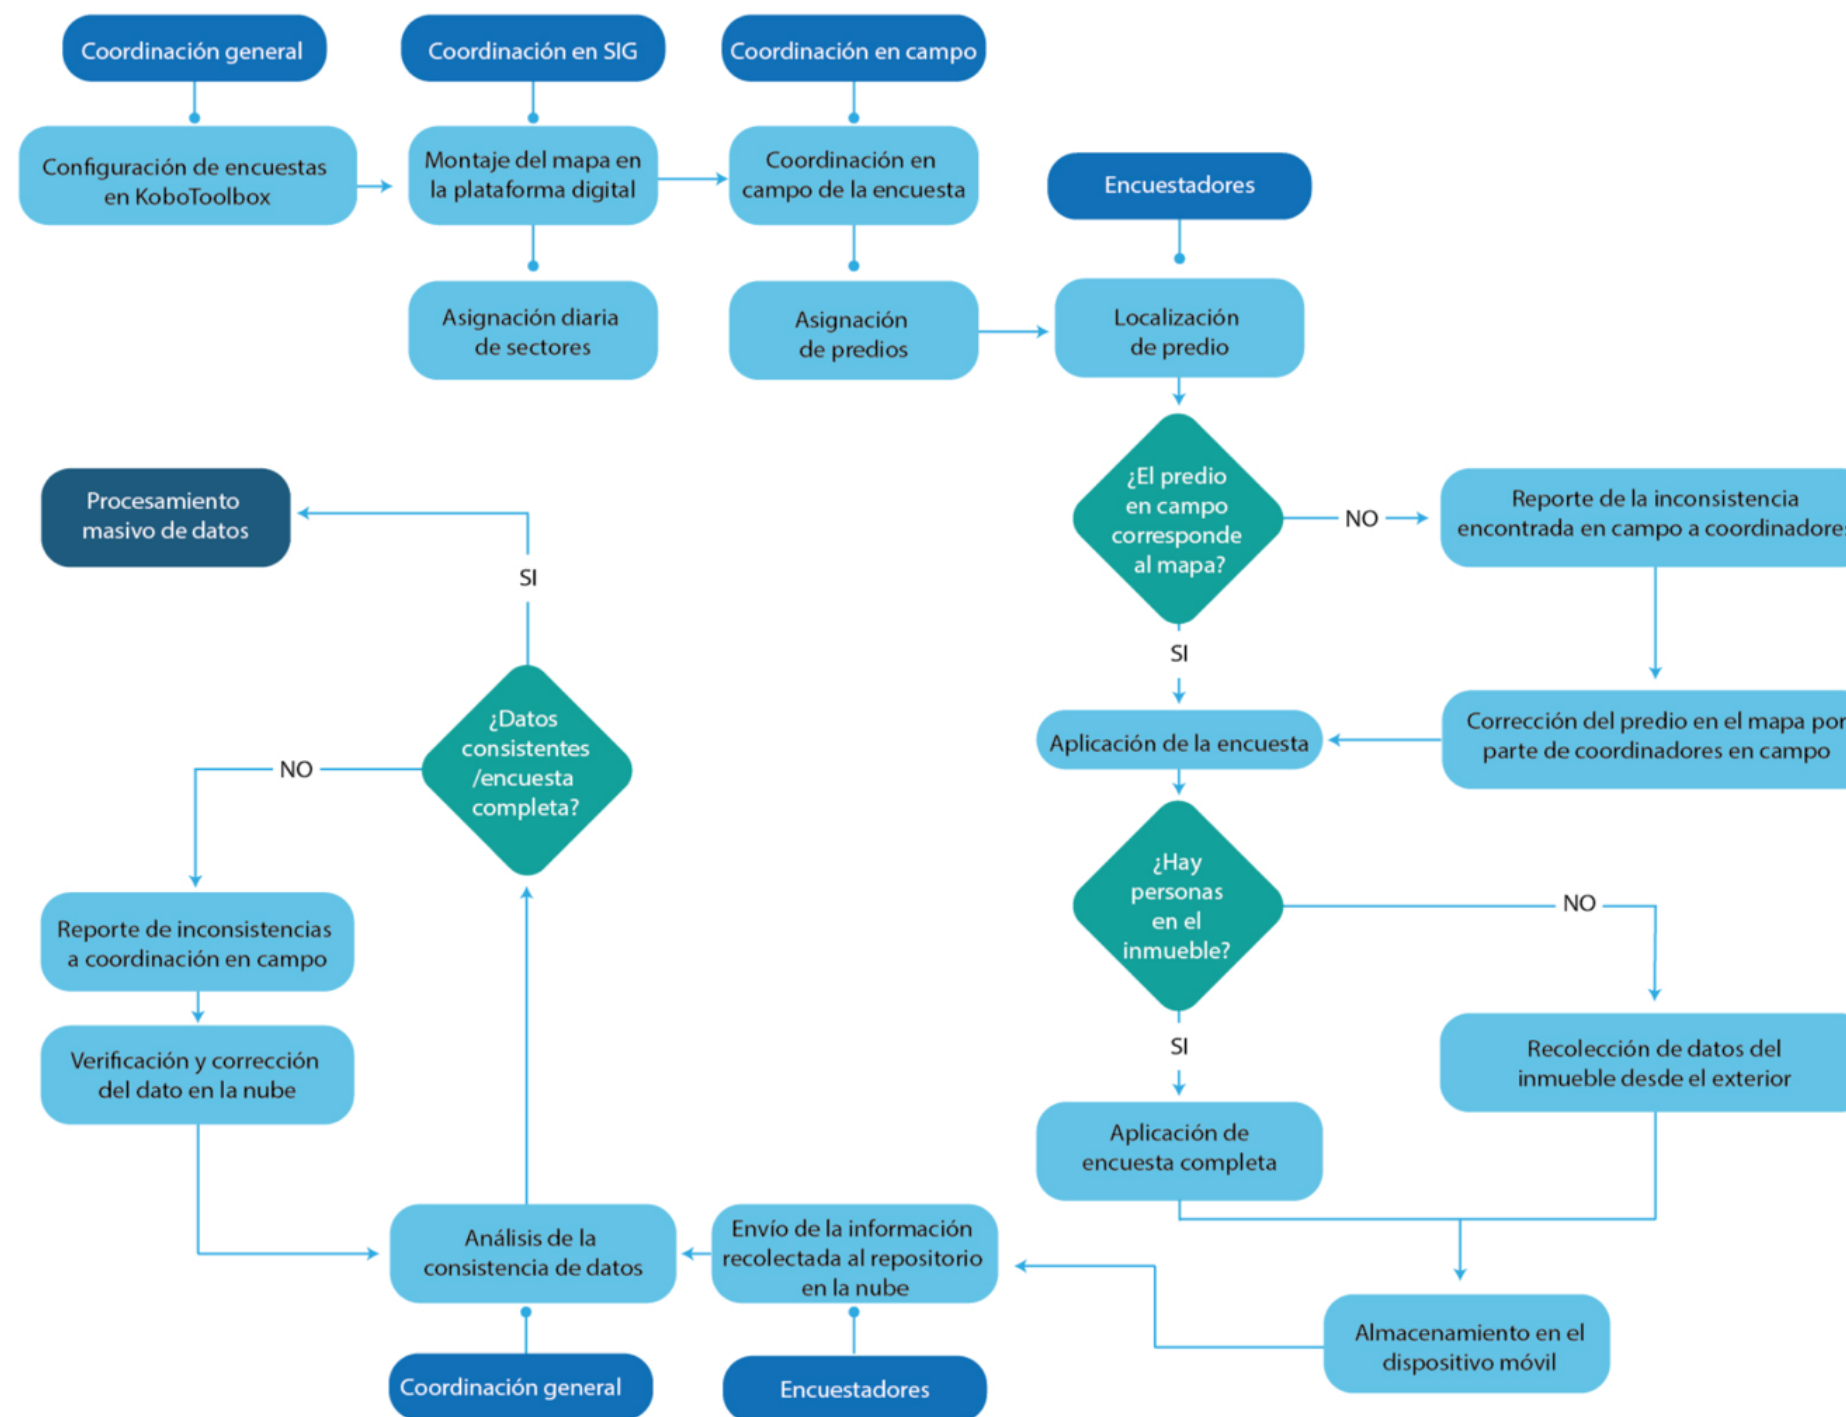 Coordinación general
Coordinación en SIG
Coordinación en campo
Configuración de encuestas
en KoboToolbox
Montaje del mapa en
la plataforma digital
Coordinación en
campo de la encuesta
Encuestadores
Asignación diaria
de sectores
Asignación
de predios
Localización
de predio
¿El predio
en campo
corresponde
al mapa?
NO
Reporte de la inconsistencia
encontrada en campo a coordinadores
SI
Corrección del predio en el mapa por
parte de coordinadores en campo
Aplicación de la encuesta
¿Hay
personas
en el
inmueble?
NO
Recolección de datos del
inmueble desde el exterior
SI
Aplicación de
encuesta completa
Almacenamiento en el
dispositivo móvil
Envío de la información
recolectada al repositorio
en la nube
Encuestadores
Análisis de la
consistencia de datos
Coordinación general
¿Datos
consistentes
/encuesta
completa?
NO
Reporte de inconsistencias
a coordinación en campo
Verificación y corrección
del dato en la nube
SI
Procesamiento
masivo de datos